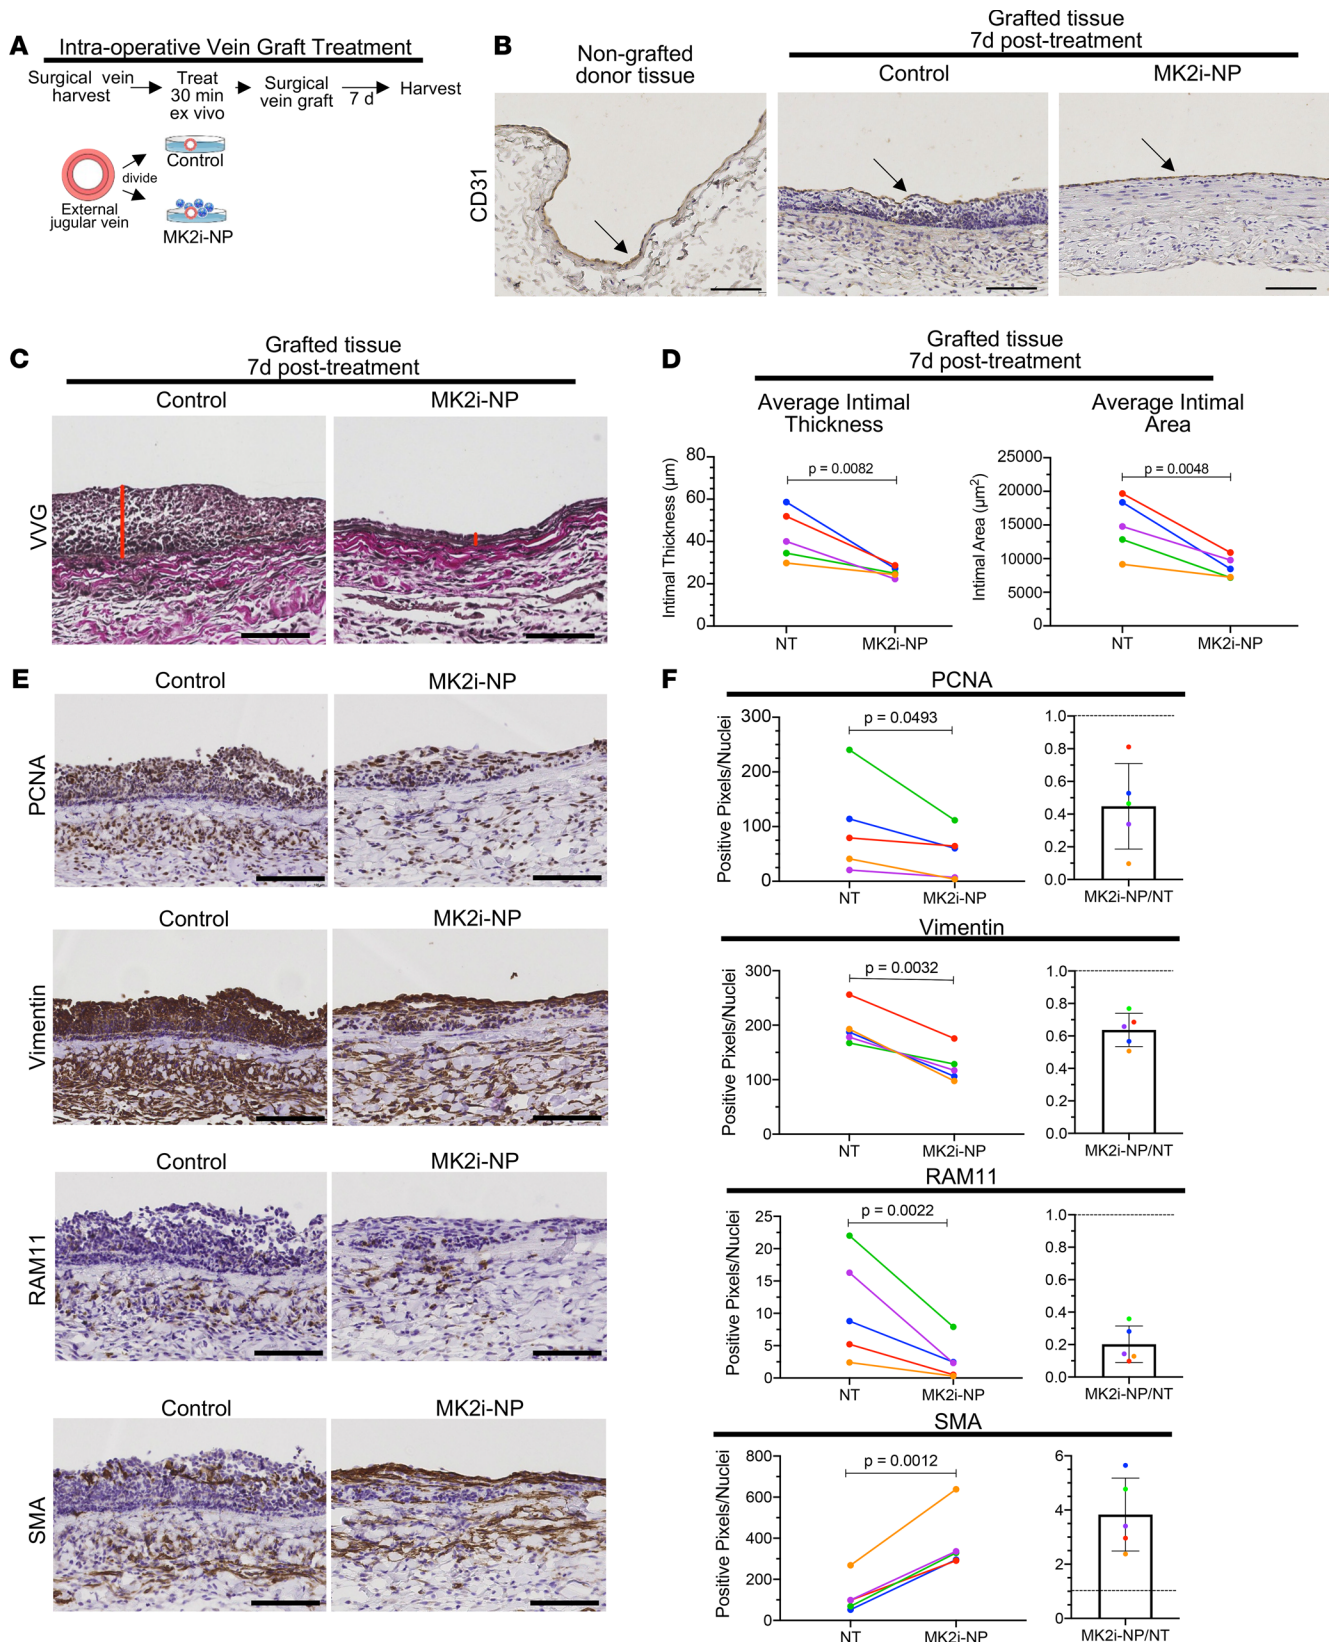 A
Intra-operative Vein Graft Treatment
Surgical vein
harvest
Treat
30 min
ex vivo
Surgical
vein graft
7 d
Harvest
External
jugular vein
divide
Control
MK2i-NP
B
Non-grafted
donor tissue
Grafted tissue
7d post-treatment
Control
MK2i-NP
CD31
C
Grafted tissue
7d post-treatment
Control
MK2i-NP
VVG
D
Grafted tissue
7d post-treatment
Average Intimal
Thickness
Intimal Thickness (µm)
80
60
40
20
0
p = 0.0082
NT
MK2i-NP
Average Intimal
Area
Intimal Area (µm²)
25000
20000
15000
10000
5000
0
p = 0.0048
NT
MK2i-NP
E
Control
MK2i-NP
PCNA
Control
MK2i-NP
Vimentin
Control
MK2i-NP
RAM11
Control
MK2i-NP
SMA
F
PCNA
Positive Pixels/Nuclei
300
200
100
0
p = 0.0493
NT
MK2i-NP
1.0
0.8
0.6
0.4
0.2
0.0
MK2i-NP/NT
Vimentin
Positive Pixels/Nuclei
300
200
100
0
p = 0.0032
NT
MK2i-NP
1.0
0.8
0.6
0.4
0.2
0.0
MK2i-NP/NT
RAM11
Positive Pixels/Nuclei
25
20
15
10
5
0
p = 0.0022
NT
MK2i-NP
1.0
0.8
0.6
0.4
0.2
0.0
MK2i-NP/NT
SMA
Positive Pixels/Nuclei
800
600
400
200
0
p = 0.0012
NT
MK2i-NP
6
4
2
0
MK2i-NP/NT